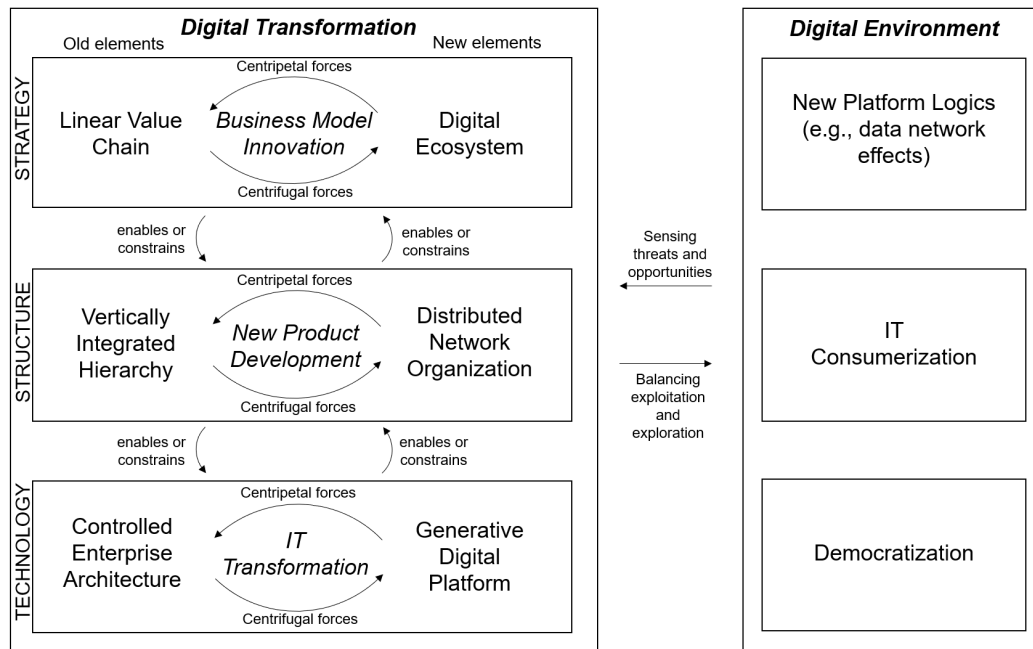 Digital Transformation
Old elements
New elements
STRATEGY
Centripetal forces
Linear Value
Chain
Business Model
Innovation
Digital
Ecosystem
Centrifugal forces
enables or
constrains
enables or
constrains
STRUCTURE
Centripetal forces
Vertically
Integrated
Hierarchy
New Product
Development
Distributed
Network
Organization
Centrifugal forces
enables or
constrains
enables or
constrains
TECHNOLOGY
Centripetal forces
Controlled
Enterprise
Architecture
IT
Transformation
Generative
Digital
Platform
Centrifugal forces
Sensing
threats and
opportunities
Balancing
exploitation
and
exploration
Digital Environment
New Platform Logics
(e.g., data network
effects)
IT
Consumerization
Democratization